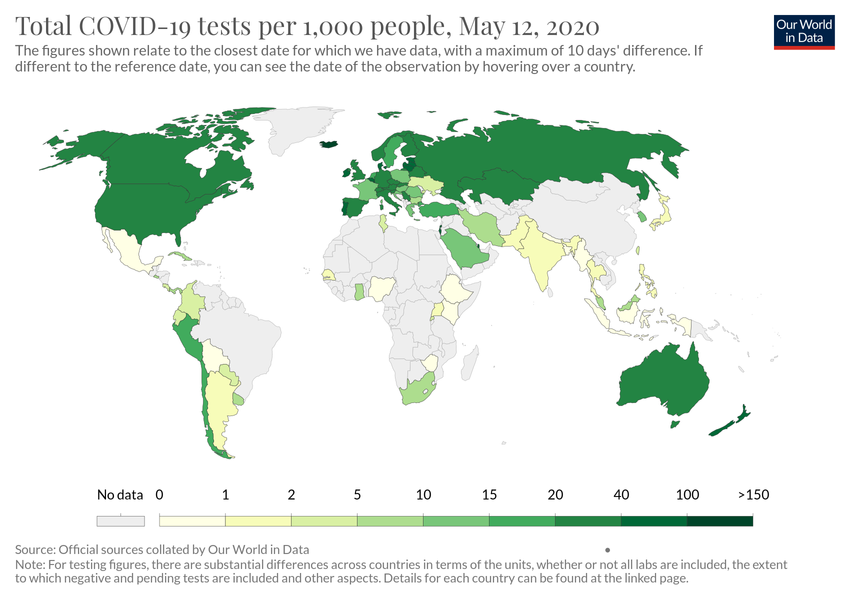 Total COVID-19 tests per 1,000 people, May 12, 2020
Our World
in Data
The figures shown relate to the closest date for which we have data, with a maximum of 10 days' difference. If
different to the reference date, you can see the date of the observation by hovering over a country.
No data 0 1 2 5 10 15 20 40 100 >150
Source: Official sources collated by Our World in Data
Note: For testing figures, there are substantial differences across countries in terms of the units, whether or not all labs are included, the extent
to which negative and pending tests are included and other aspects. Details for each country can be found at the linked page.